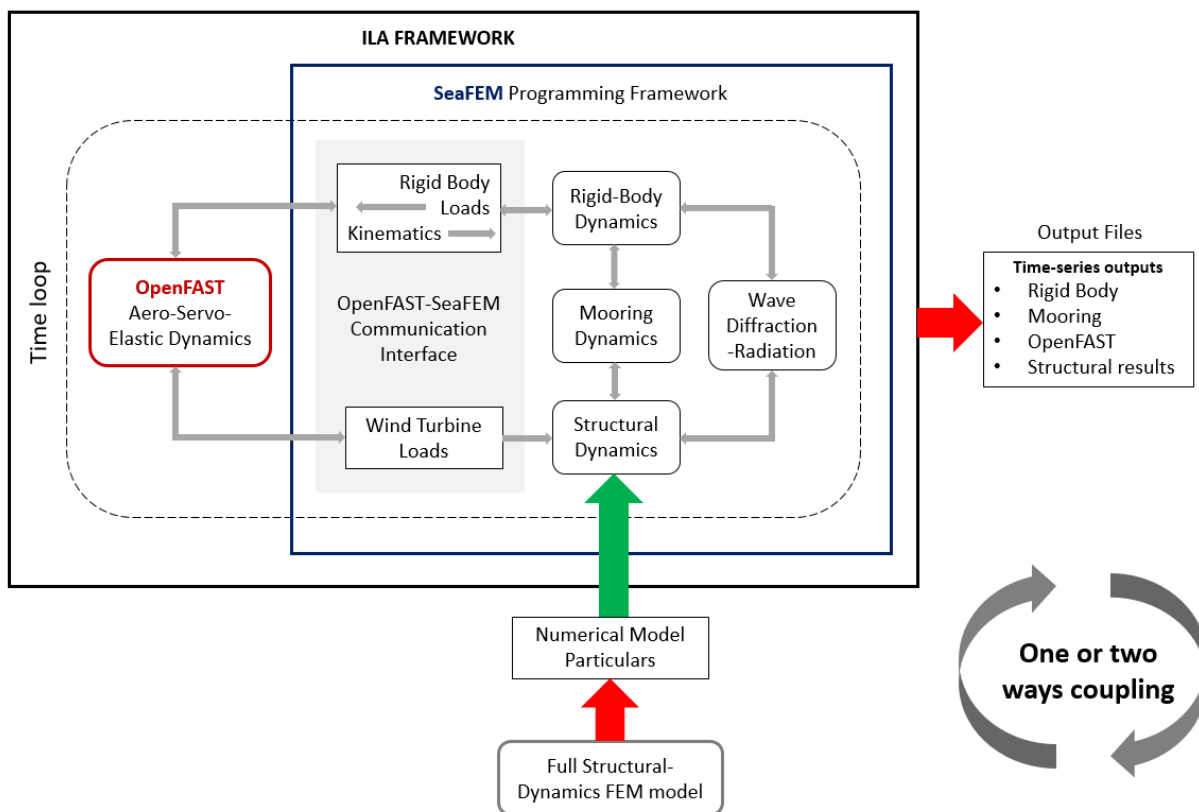 ILA FRAMEWORK
SeaFEM Programming Framework
Time loop
OpenFAST
Aero-Servo-
Elastic Dynamics
Rigid Body
Loads
Kinematics
OpenFAST-SeaFEM
Communication
Interface
Wind Turbine
Loads
Rigid-Body
Dynamics
Mooring
Dynamics
Structural
Dynamics
Wave
Diffraction
-Radiation
Output Files
Time-series outputs
• Rigid Body
• Mooring
• OpenFAST
• Structural results
Numerical Model
Particulars
Full Structural-
Dynamics FEM model
One or two
ways coupling